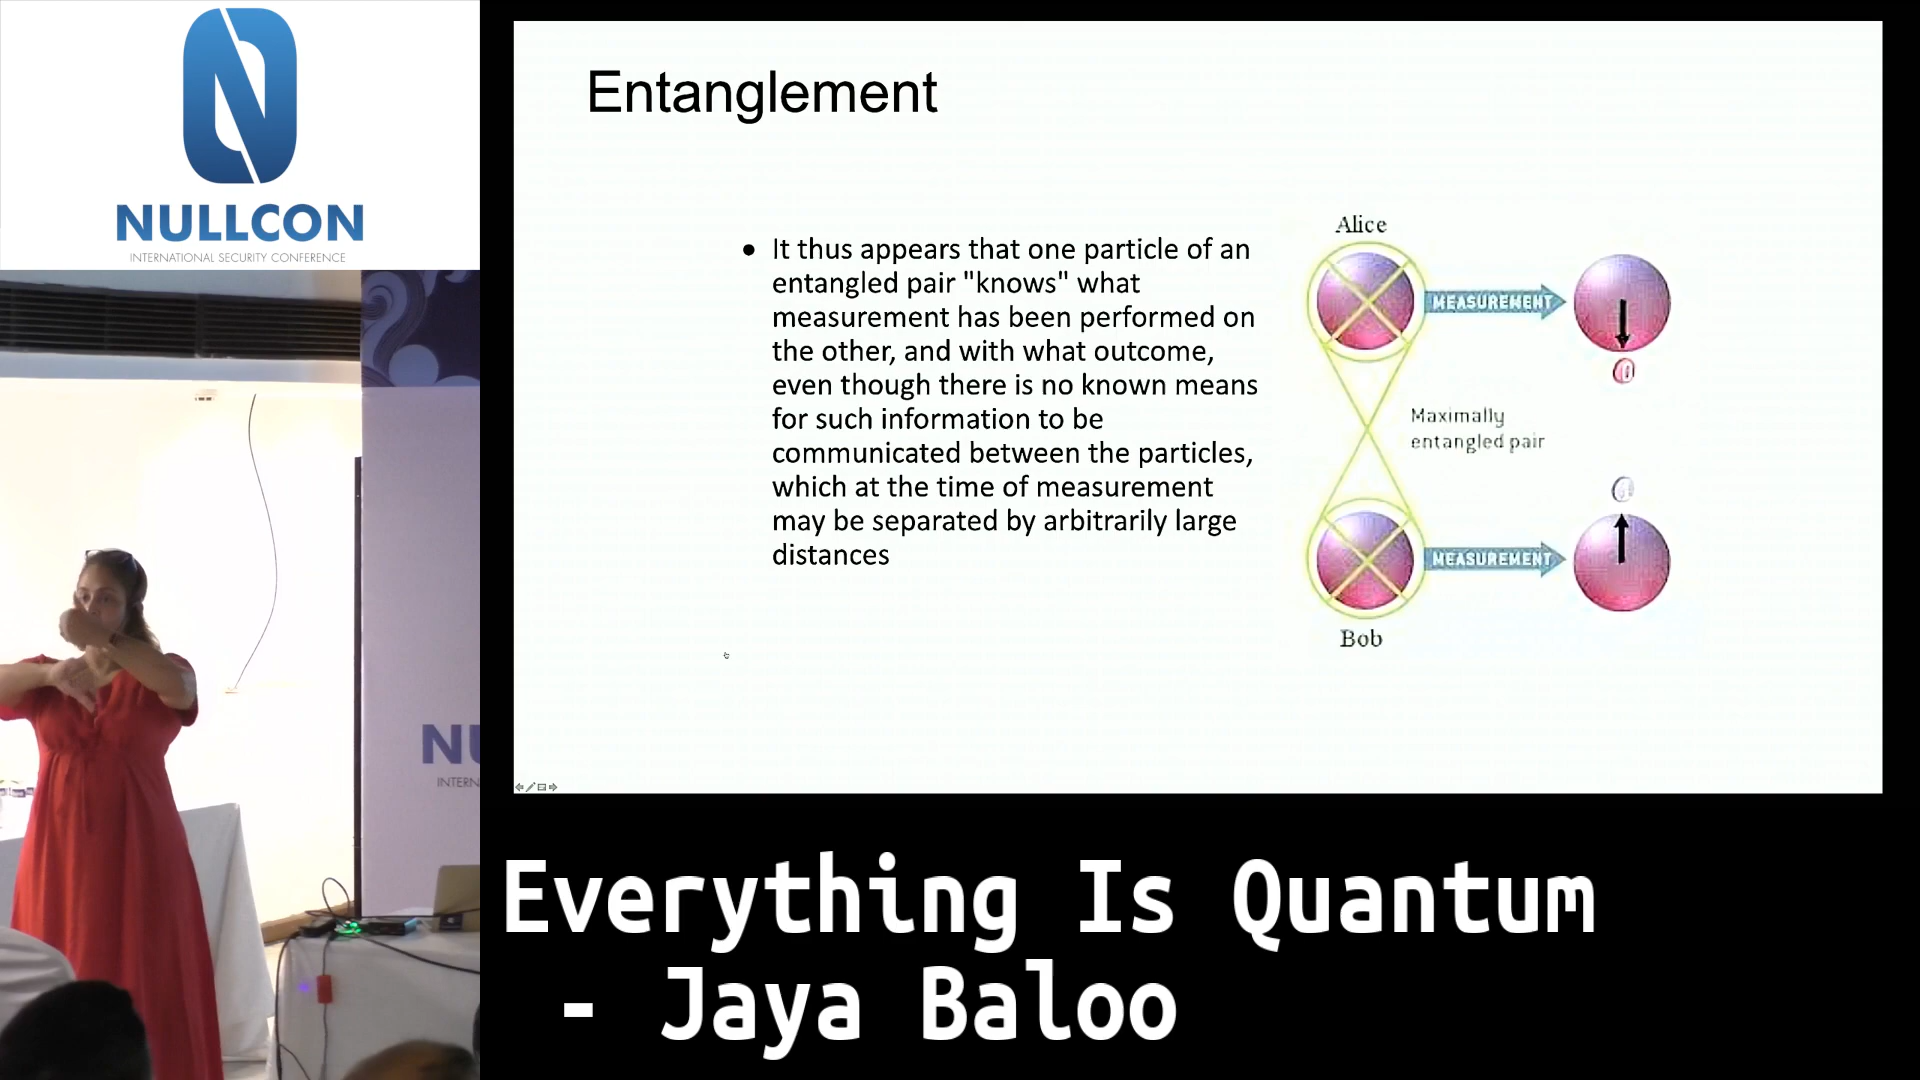 NULLCON
INTERNATIONAL SECURITY CONFERENCE
Entanglement
• It thus appears that one particle of an
entangled pair "knows" what
measurement has been performed on
the other, and with what outcome,
even though there is no known means
for such information to be
communicated between the particles,
which at the time of measurement
may be separated by arbitrarily large
distances
Alice
MEASUREMENT
Maximally
entangled pair
MEASUREMENT
Bob
Everything Is Quantum
- Jaya Baloo